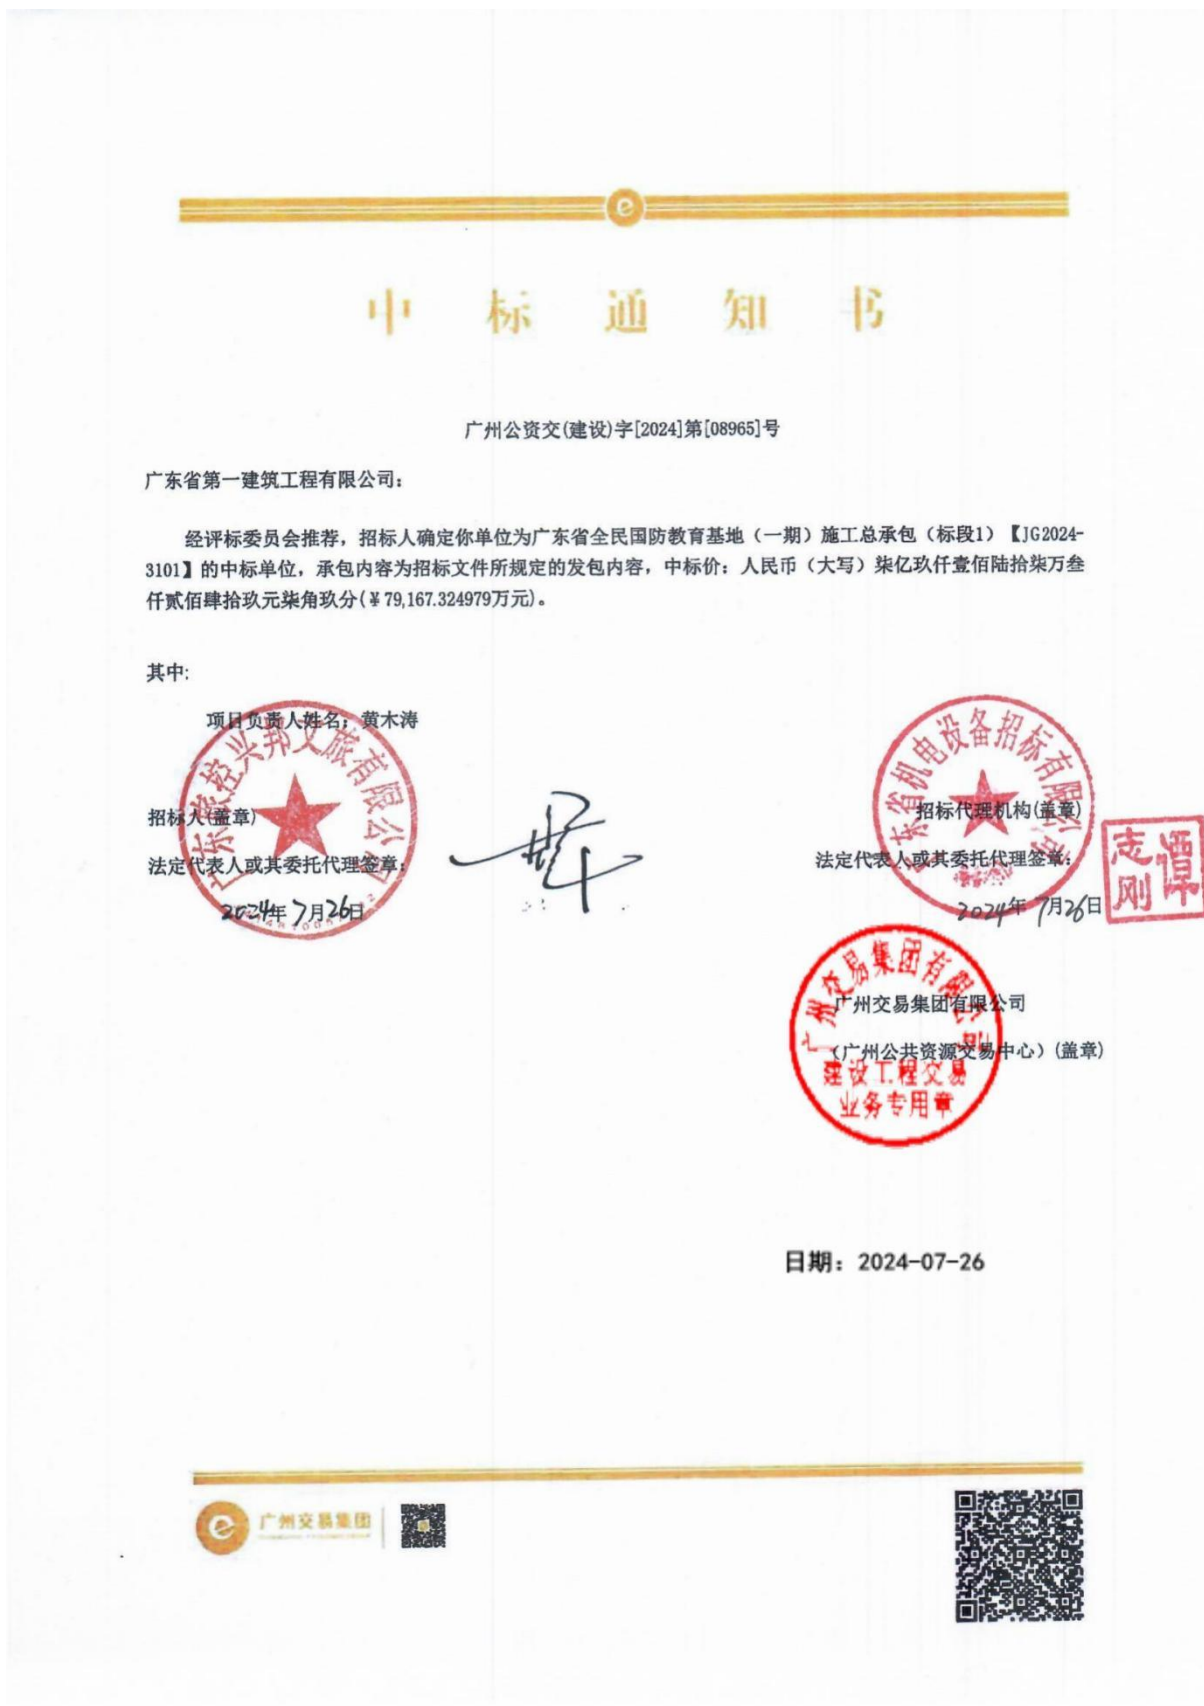 中标通知书
广州公资交(建设)字[2024]第[08965]号
广东省第一建筑工程有限公司：
经评标委员会推荐，招标人确定你单位为广东省全民国防教育基地（一期）施工总承包（标段1）【JG2024-
3101】的中标单位，承包内容为招标文件所规定的发包内容，中标价：人民币（大写）柒亿玖仟壹佰陆拾柒万叁
仟贰佰肆拾玖元柒角玖分(¥79,167.324979万元)。
其中:
项目负责人姓名：黄木涛
广东旅控兴邦文旅有限公司
招标人(盖章)
法定代表人或其委托代理签章：
2024年7月26日
广东省机电设备招标有限公司
招标代理机构(盖章)
法定代表人或其委托代理签章：
谭志刚
2024年7月26日
广州交易集团有限公司
广州交易集团有限公司
（广州公共资源交易中心）(盖章)
建设工程交易
业务专用章
日期：2024-07-26
广州交易集团